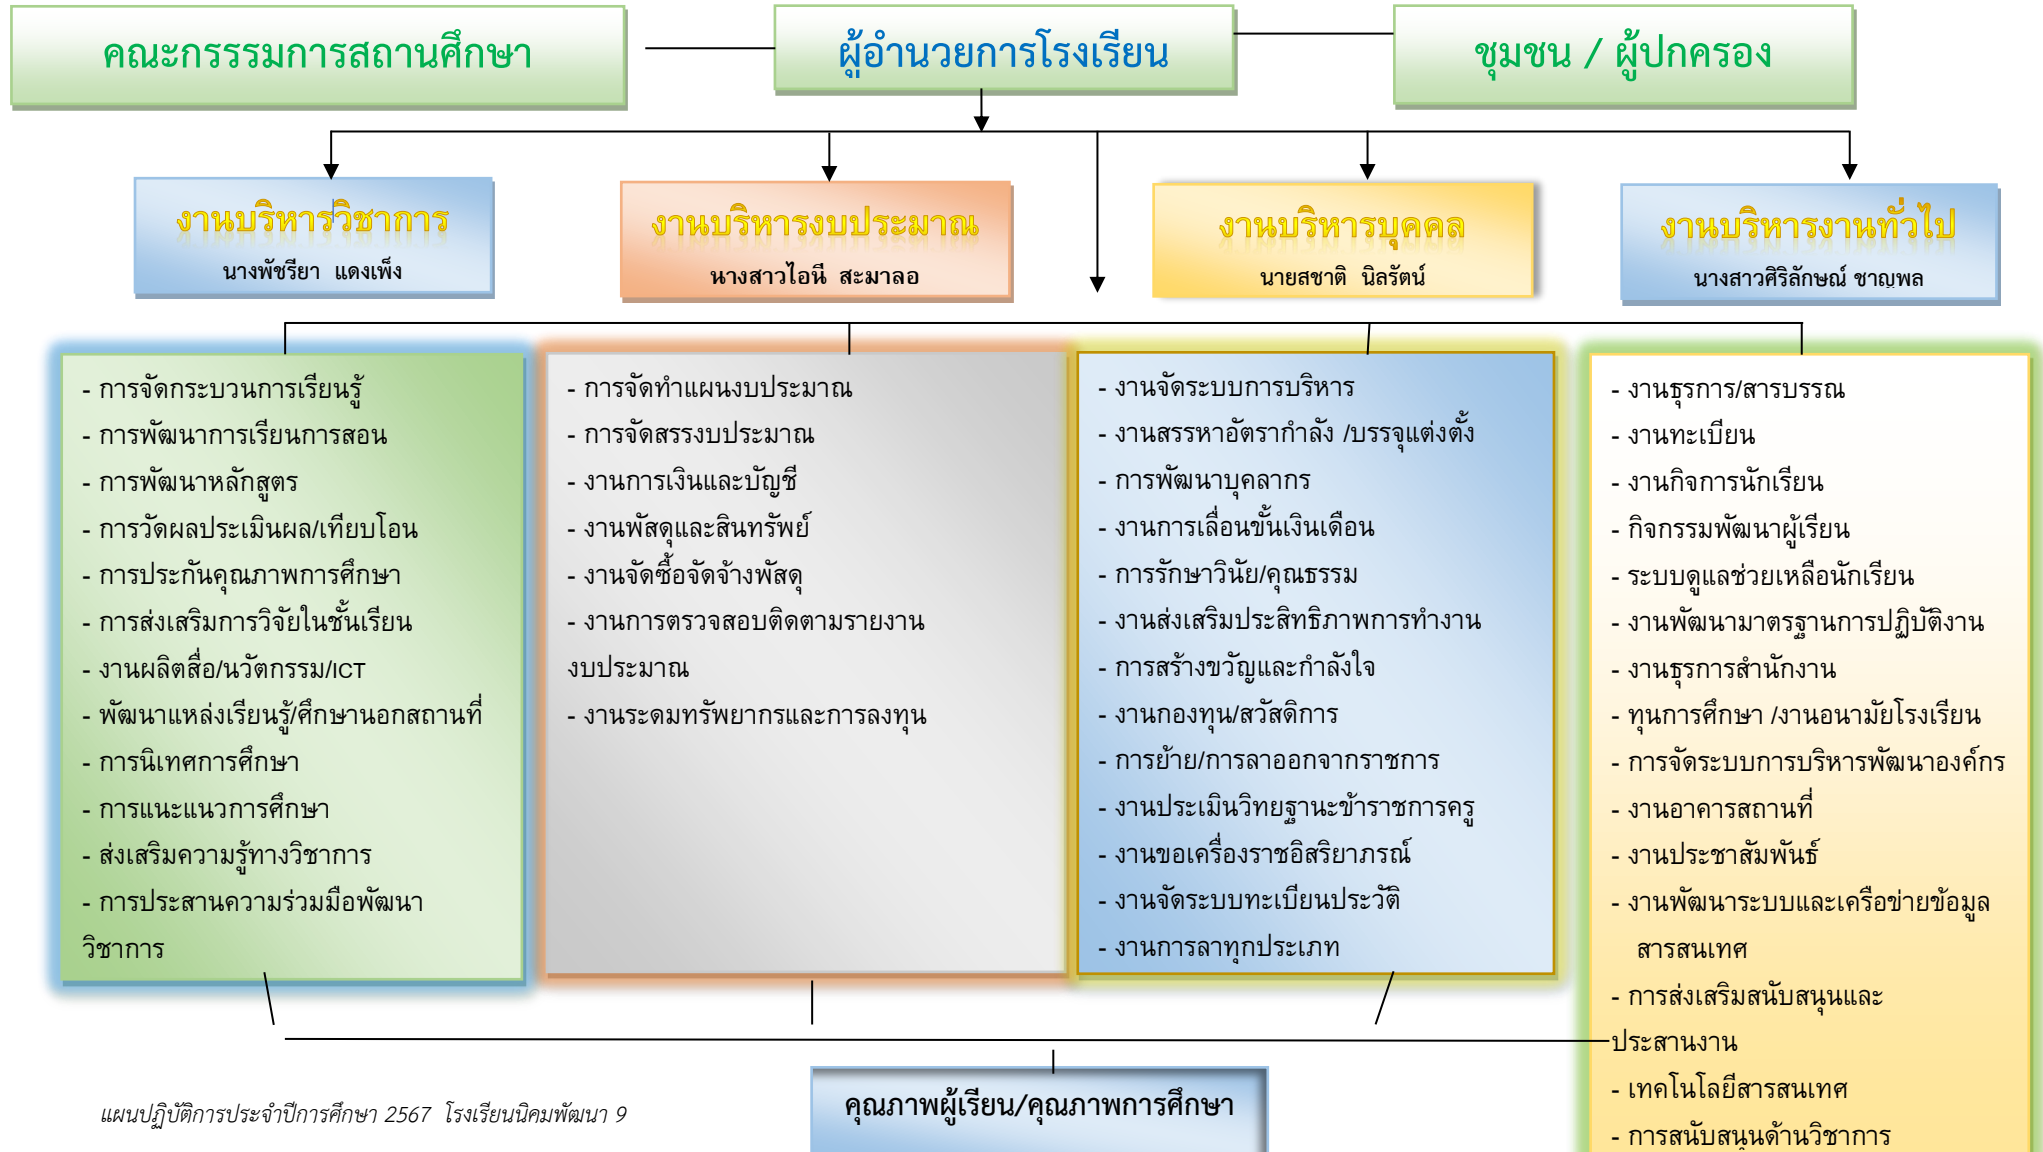 คณะกรรรมการสถานศึกษา
ผู้อำนวยการโรงเรียน
ชุมชน / ผู้ปกครอง
งานบริหารวิชาการ
นางพัชรียา แดงเพ็ง
งานบริหารงบประมาณ
นางสาวไอนี สะมาลอ
งานบริหารบุคคล
นายสชาติ นิลรัตน์
งานบริหารงานทั่วไป
นางสาวศิริลักษณ์ ชาญพล
- การจัดกระบวนการเรียนรู้
- การพัฒนาการเรียนการสอน
- การพัฒนาหลักสูตร
- การวัดผลประเมินผล/เทียบโอน
- การประกันคุณภาพการศึกษา
- การส่งเสริมการวิจัยในชั้นเรียน
- งานผลิตสื่อ/นวัตกรรม/ICT
- พัฒนาแหล่งเรียนรู้/ศึกษานอกสถานที่
- การนิเทศการศึกษา
- การแนะแนวการศึกษา
- ส่งเสริมความรู้ทางวิชาการ
- การประสานความร่วมมือพัฒนา
วิชาการ
- การจัดทำแผนงบประมาณ
- การจัดสรรงบประมาณ
- งานการเงินและบัญชี
- งานพัสดุและสินทรัพย์
- งานจัดซื้อจัดจ้างพัสดุ
- งานการตรวจสอบติดตามรายงาน
งบประมาณ
- งานระดมทรัพยากรและการลงทุน
- งานจัดระบบการบริหาร
- งานสรรหาอัตรากำลัง /บรรจุแต่งตั้ง
- การพัฒนาบุคลากร
- งานการเลื่อนขั้นเงินเดือน
- การรักษาวินัย/คุณธรรม
- งานส่งเสริมประสิทธิภาพการทำงาน
- การสร้างขวัญและกำลังใจ
- งานกองทุน/สวัสดิการ
- การย้าย/การลาออกจากราชการ
- งานประเมินวิทยฐานะข้าราชการครู
- งานขอเครื่องราชอิสริยาภรณ์
- งานจัดระบบทะเบียนประวัติ
- งานการลาทุกประเภท
- งานธุรการ/สารบรรณ
- งานทะเบียน
- งานกิจการนักเรียน
- กิจกรรมพัฒนาผู้เรียน
- ระบบดูแลช่วยเหลือนักเรียน
- งานพัฒนามาตรฐานการปฏิบัติงาน
- งานธุรการสำนักงาน
- ทุนการศึกษา /งานอนามัยโรงเรียน
- การจัดระบบการบริหารพัฒนาองค์กร
- งานอาคารสถานที่
- งานประชาสัมพันธ์
- งานพัฒนาระบบและเครือข่ายข้อมูล
สารสนเทศ
- การส่งเสริมสนับสนุนและ
ประสานงาน
- เทคโนโลยีสารสนเทศ
- การสนับสนุนด้านวิชาการ
คุณภาพผู้เรียน/คุณภาพการศึกษา
แผนปฏิบัติการประจำปีการศึกษา 2567 โรงเรียนนิคมพัฒนา 9